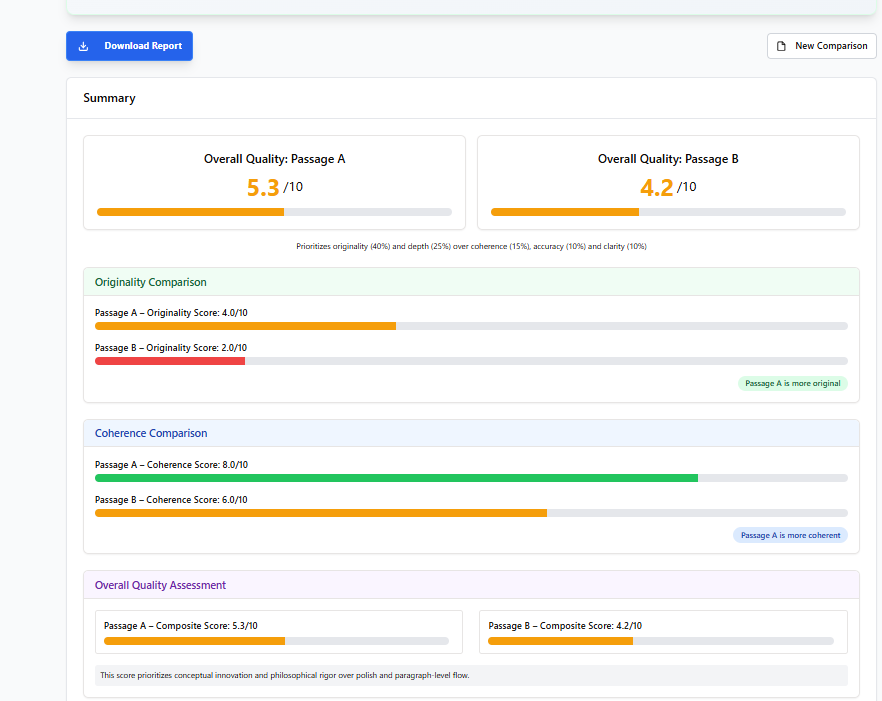 Download Report
New Comparison
Summary
Overall Quality: Passage A
5.3 /10
Overall Quality: Passage B
4.2 /10
Prioritizes originality (40%) and depth (25%) over coherence (15%), accuracy (10%) and clarity (10%)
Originality Comparison
Passage A – Originality Score: 4.0/10
Passage B – Originality Score: 2.0/10
Passage A is more original
Coherence Comparison
Passage A – Coherence Score: 8.0/10
Passage B – Coherence Score: 6.0/10
Passage A is more coherent
Overall Quality Assessment
Passage A – Composite Score: 5.3/10
Passage B – Composite Score: 4.2/10
This score prioritizes conceptual innovation and philosophical rigor over polish and paragraph-level flow.